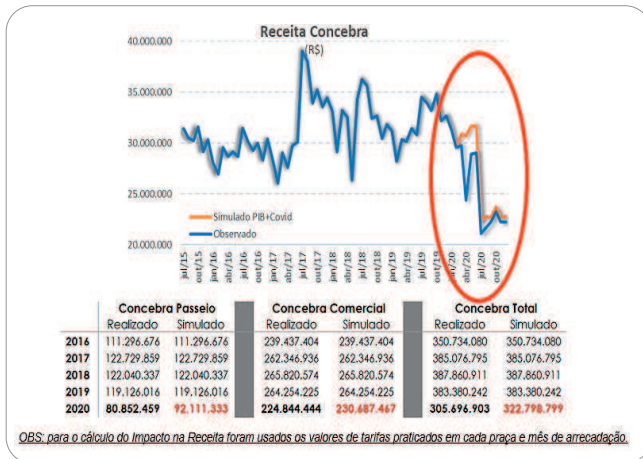 Receita Concebra
(R$)
40.000.000
35.000.000
30.000.000
25.000.000
20.000.000
Simulado PIB+Covid
Observado
jul/15 out/15 jan/16 abr/16 jul/16 out/16 jan/17 abr/17 jul/17 out/17 jan/18 abr/18 jul/18 out/18 jan/19 abr/19 jul/19 out/19 jan/20 abr/20 jul/20 out/20
Concebra Passeio Concebra Comercial Concebra Total
Realizado Simulado Realizado Simulado Realizado Simulado
2016 111.296.676 111.296.676 239.437.404 239.437.404 350.734.080 350.734.080
2017 122.729.859 122.729.859 262.346.936 262.346.936 385.076.795 385.076.795
2018 122.040.337 122.040.337 265.820.574 265.820.574 387.860.911 387.860.911
2019 119.126.016 119.126.016 264.254.225 264.254.225 383.380.242 383.380.242
2020 80.852.459 92.111.333 224.844.444 230.687.467 305.696.903 322.798.799
OBS: para o cálculo do Impacto na Receita foram usados os valores de tarifas praticados em cada praça e mês de arrecadação.